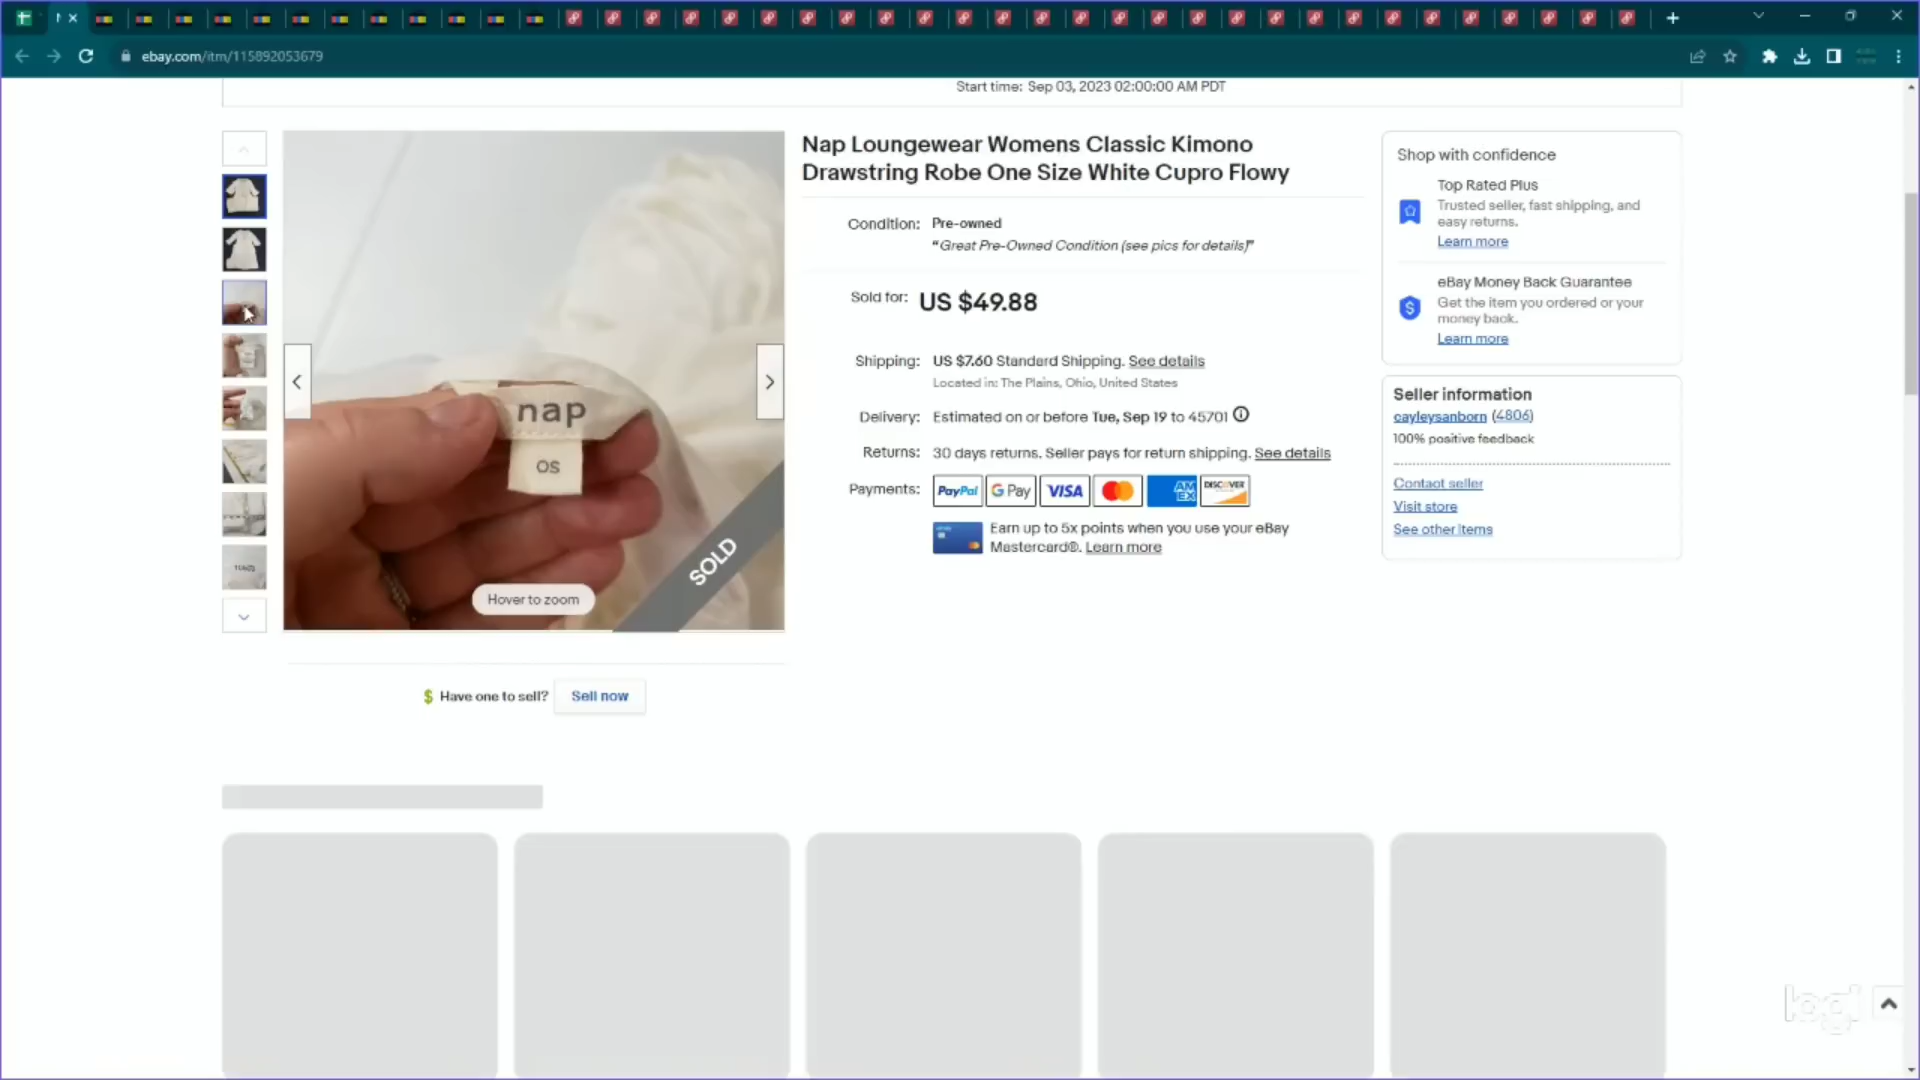 ebay.com/itm/115892053679
Start time: Sep 03, 2023 02:00:00 AM PDT
Nap Loungewear Womens Classic Kimono
Drawstring Robe One Size White Cupro Flowy
Condition: Pre-owned
“Great Pre-Owned Condition (see pics for details)”
Sold for: US $49.88
Shipping: US $7.60 Standard Shipping. See details
Located in: The Plains, Ohio, United States
Delivery: Estimated on or before Tue, Sep 19 to 45701
Returns: 30 days returns. Seller pays for return shipping. See details
Payments: PayPal G Pay VISA AM EX DISCOVER
Earn up to 5x points when you use your eBay
Mastercard®. Learn more
nap
OS
SOLD
Hover to zoom
$ Have one to sell? Sell now
Shop with confidence
Top Rated Plus
Trusted seller, fast shipping, and
easy returns.
Learn more
eBay Money Back Guarantee
Get the item you ordered or your
money back.
Learn more
Seller information
cayleysanborn (4806)
100% positive feedback
Contact seller
Visit store
See other items
logi